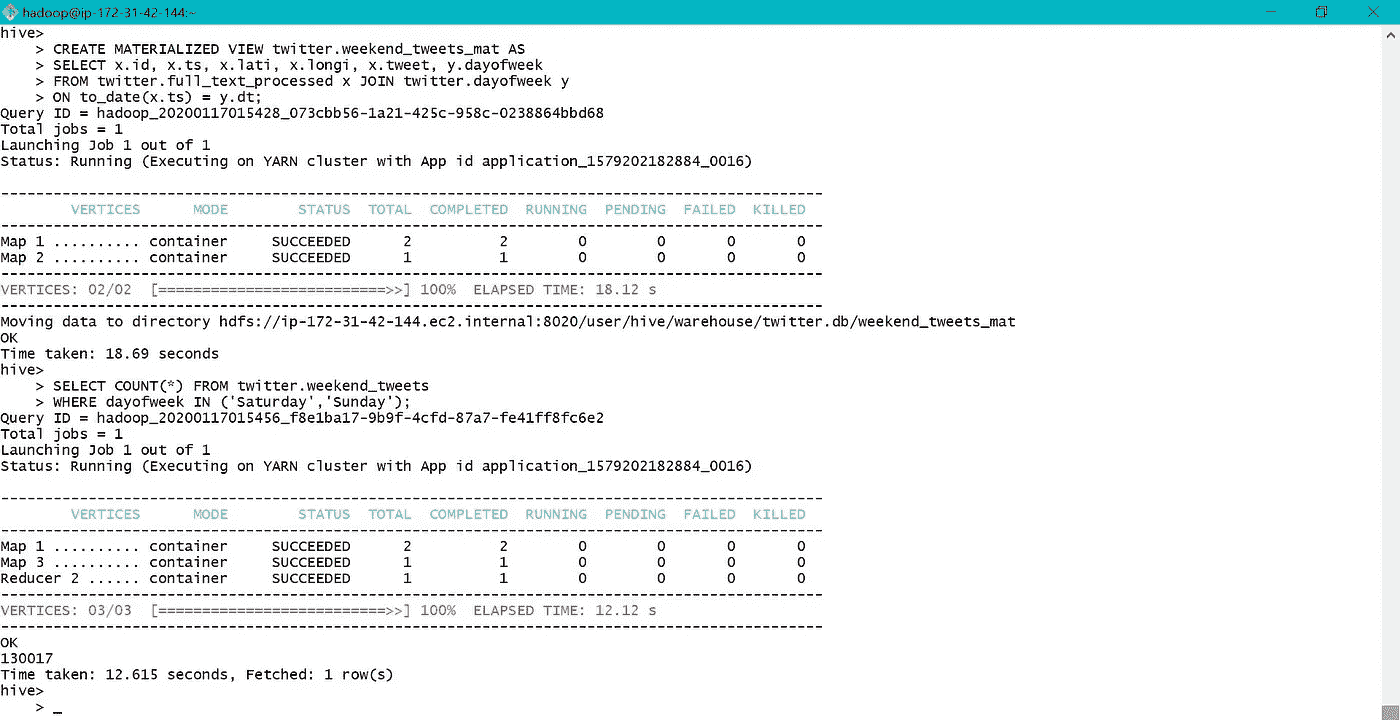 hadoop@ip-172-31-42-144:~
hive>
    > CREATE MATERIALIZED VIEW twitter.weekend_tweets_mat AS
    > SELECT x.id, x.ts, x.lati, x.longi, x.tweet, y.dayofweek
    > FROM twitter.full_text_processed x JOIN twitter.dayofweek y
    > ON to_date(x.ts) = y.dt;
Query ID = hadoop_20200117015428_073cbb56-1a21-425c-958c-0238864bbd68
Total jobs = 1
Launching Job 1 out of 1
Status: Running (Executing on YARN cluster with App id application_1579202182884_0016)
----------------------------------------------------------------------------------------------
        VERTICES      MODE        STATUS  TOTAL  COMPLETED  RUNNING  PENDING  FAILED  KILLED
----------------------------------------------------------------------------------------------
Map 1 .......... container     SUCCEEDED      2          2        0        0       0       0
Map 2 .......... container     SUCCEEDED      1          1        0        0       0       0
----------------------------------------------------------------------------------------------
VERTICES: 02/02  [==========================>>] 100%  ELAPSED TIME: 18.12 s
----------------------------------------------------------------------------------------------
Moving data to directory hdfs://ip-172-31-42-144.ec2.internal:8020/user/hive/warehouse/twitter.db/weekend_tweets_mat
OK
Time taken: 18.69 seconds
hive>
    > SELECT COUNT(*) FROM twitter.weekend_tweets
    > WHERE dayofweek IN ('Saturday','Sunday');
Query ID = hadoop_20200117015456_f8e1ba17-9b9f-4cfd-87a7-fe41ff8fc6e2
Total jobs = 1
Launching Job 1 out of 1
Status: Running (Executing on YARN cluster with App id application_1579202182884_0016)
----------------------------------------------------------------------------------------------
        VERTICES      MODE        STATUS  TOTAL  COMPLETED  RUNNING  PENDING  FAILED  KILLED
----------------------------------------------------------------------------------------------
Map 1 .......... container     SUCCEEDED      2          2        0        0       0       0
Map 3 .......... container     SUCCEEDED      1          1        0        0       0       0
Reducer 2 ...... container     SUCCEEDED      1          1        0        0       0       0
----------------------------------------------------------------------------------------------
VERTICES: 03/03  [==========================>>] 100%  ELAPSED TIME: 12.12 s
----------------------------------------------------------------------------------------------
OK
130017
Time taken: 12.615 seconds, Fetched: 1 row(s)
hive>
    > _